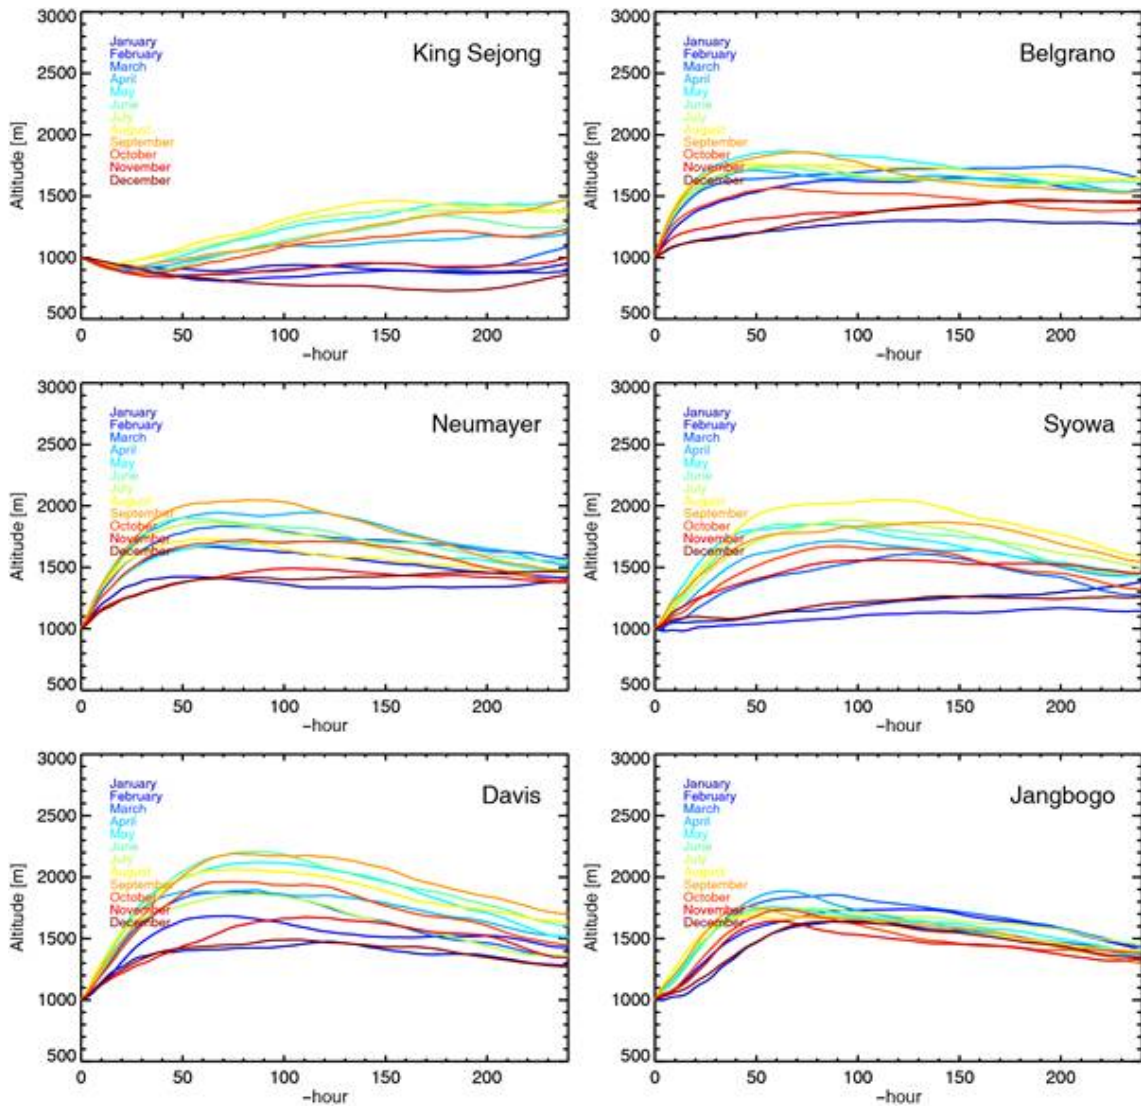 King Sejong
3000
2500
2000
1500
1000
500
Altitude [m]
January
February
March
April
May
June
July
August
September
October
November
December
0 50 100 150 200
-hour
Belgrano
3000
2500
2000
1500
1000
500
Altitude [m]
January
February
March
April
May
June
July
August
September
October
November
December
0 50 100 150 200
-hour
Neumayer
3000
2500
2000
1500
1000
500
Altitude [m]
January
February
March
April
May
June
July
August
September
October
November
December
0 50 100 150 200
-hour
Syowa
3000
2500
2000
1500
1000
500
Altitude [m]
January
February
March
April
May
June
July
August
September
October
November
December
0 50 100 150 200
-hour
Davis
3000
2500
2000
1500
1000
500
Altitude [m]
January
February
March
April
May
June
July
August
September
October
November
December
0 50 100 150 200
-hour
Jangbogo
3000
2500
2000
1500
1000
500
Altitude [m]
January
February
March
April
May
June
July
August
September
October
November
December
0 50 100 150 200
-hour